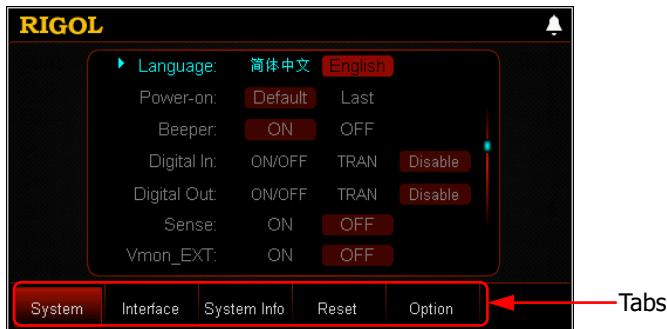 RIGOL
Language: 简体中文 English
Power-on: Default Last
Beeper: ON OFF
Digital In: ON/OFF TRAN Disable
Digital Out: ON/OFF TRAN Disable
Sense: ON OFF
Vmon_EXT: ON OFF
System Interface System Info Reset Option
Tabs